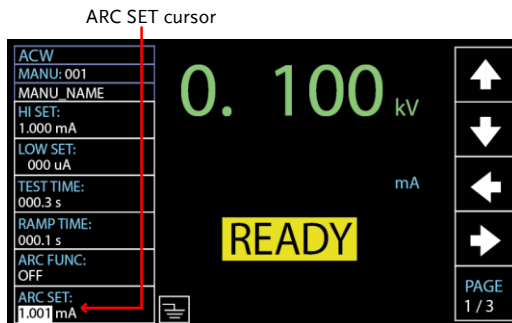 ARC SET cursor
ACW
MANU: 001
MANU_NAME
HI SET:
1.000 mA
LOW SET:
000 uA
TEST TIME:
000.3 s
RAMP TIME:
000.1 s
ARC FUNC:
OFF
ARC SET:
1.001 mA
0. 100 kV
mA
READY
PAGE
1 / 3